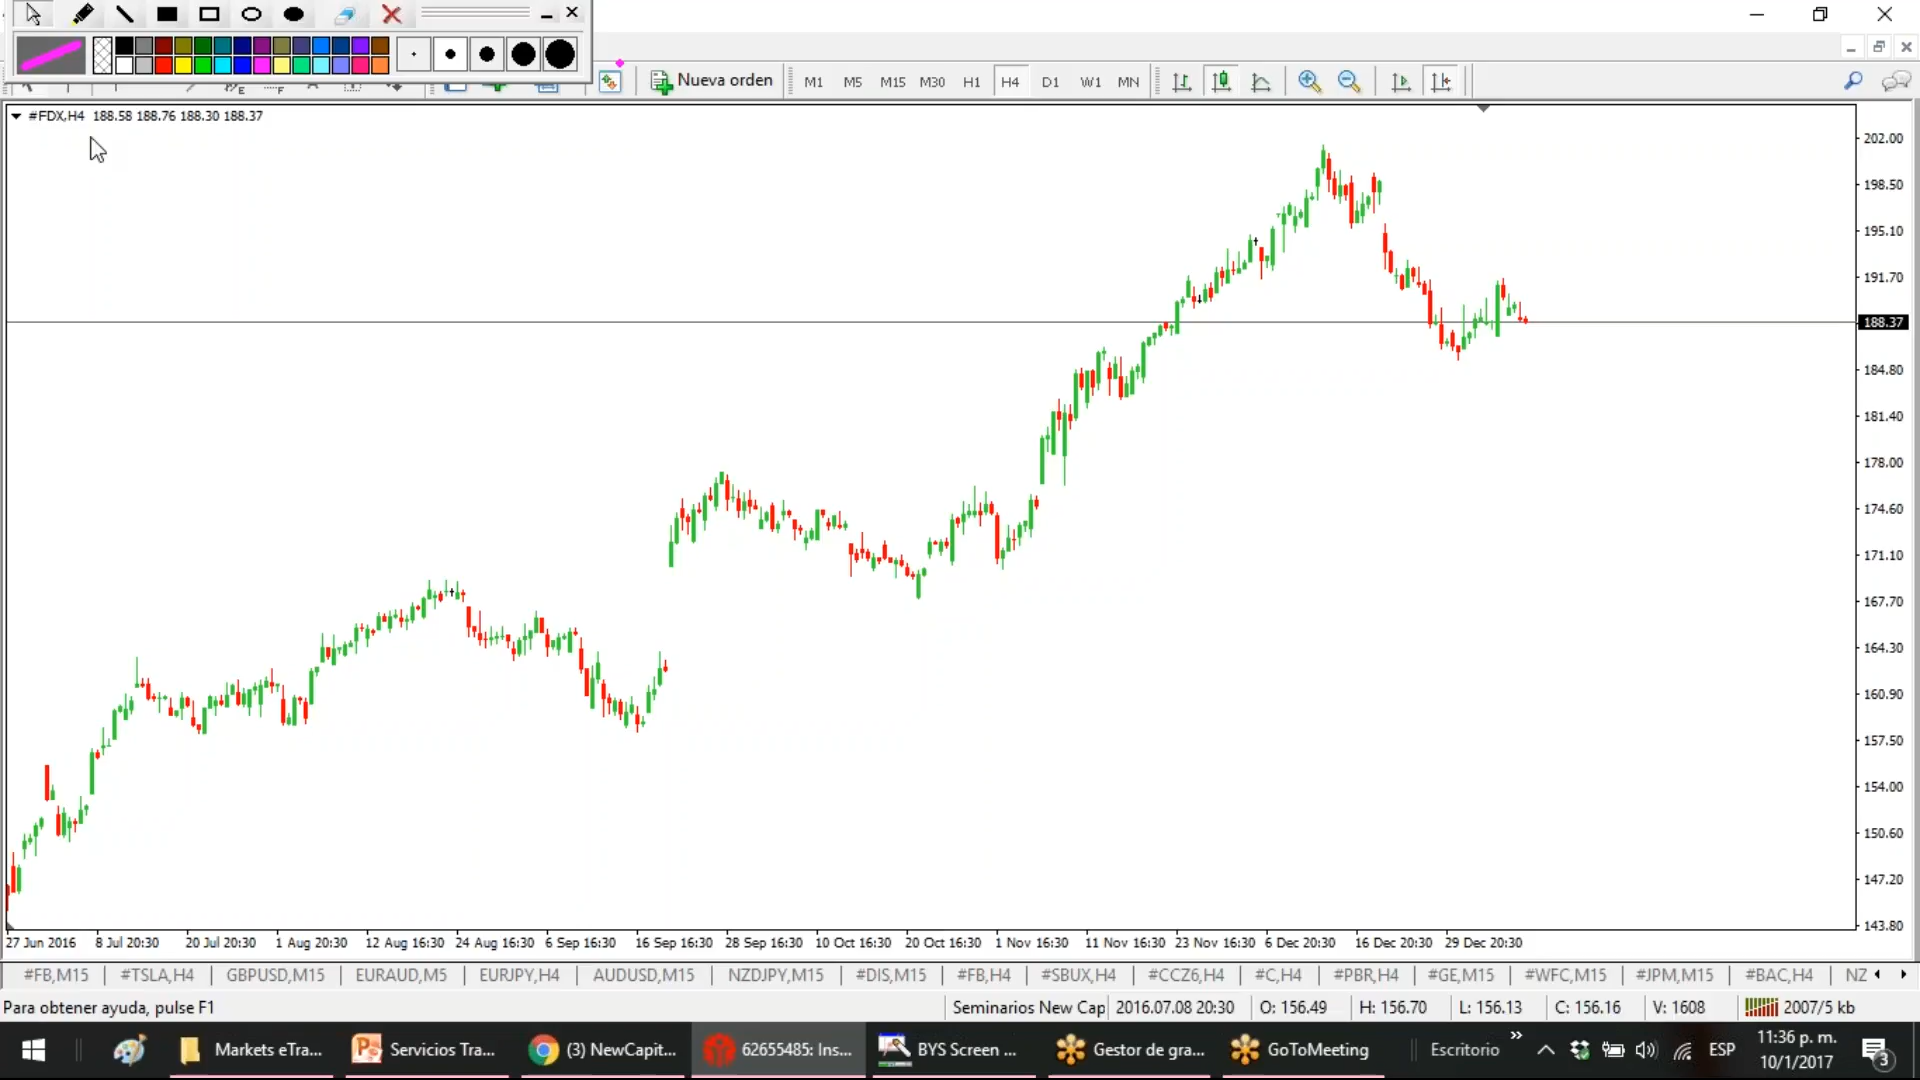 Nueva orden
M1 M5 M15 M30 H1 H4 D1 W1 MN
#FDX,H4 188.58 188.76 188.30 188.37
202.00
198.50
195.10
191.70
188.37
184.80
181.40
178.00
174.60
171.10
167.70
164.30
160.90
157.50
154.00
150.60
147.20
143.80
27 Jun 2016 8 Jul 20:30 20 Jul 20:30 1 Aug 20:30 12 Aug 16:30 24 Aug 16:30 6 Sep 16:30 16 Sep 16:30 28 Sep 16:30 10 Oct 16:30 20 Oct 16:30 1 Nov 16:30 11 Nov 16:30 23 Nov 16:30 6 Dec 20:30 16 Dec 20:30 29 Dec 20:30
#FB,M15 #TSLA,H4 GBPUSD,M15 EURAUD,M5 EURJPY,H4 AUDUSD,M15 NZDJPY,M15 #DIS,M15 #FB,H4 #SBUX,H4 #CCZ6,H4 #C,H4 #PBR,H4 #GE,M15 #WFC,M15 #JPM,M15 #BAC,H4 NZ
Para obtener ayuda, pulse F1 Seminarios New Cap 2016.07.08 20:30 O: 156.49 H: 156.70 L: 156.13 C: 156.16 V: 1608 2007/5 kb
Markets eTra... Servicios Tra... (3) NewCapit... 62655485: Ins... BYS Screen ... Gestor de gra... GoToMeeting Escritorio ESP 11:36 p. m.
10/1/2017 3